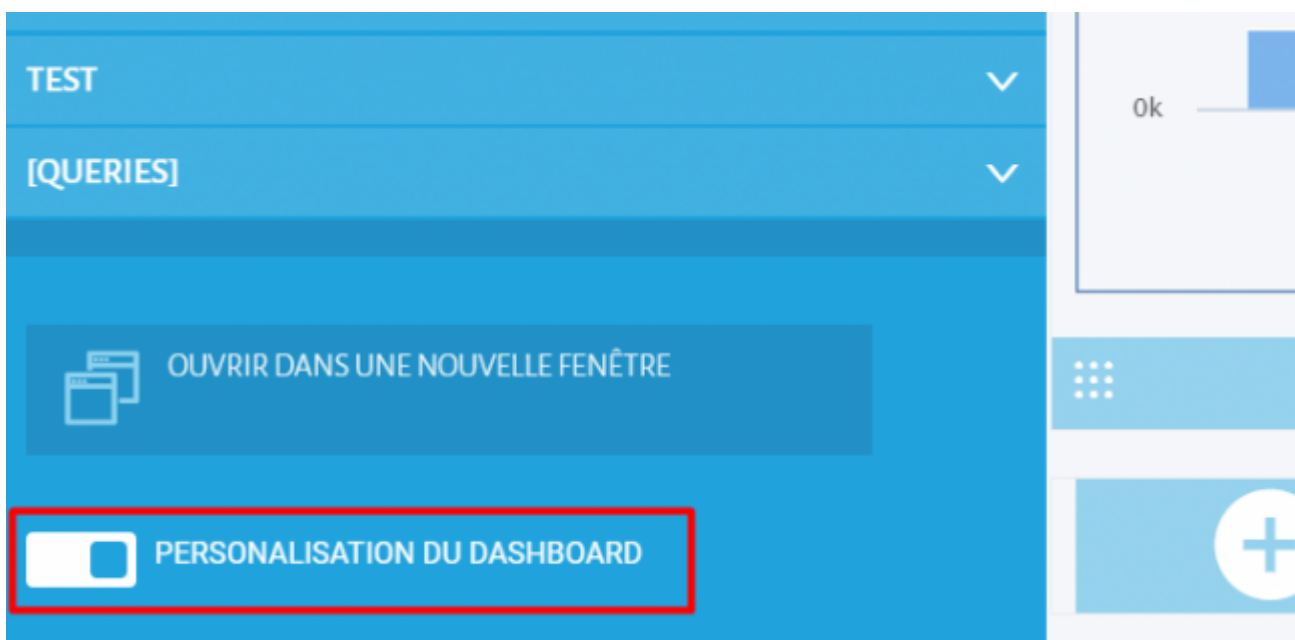 TEST
[QUERIES]
0k
OUVRIR DANS UNE NOUVELLE FENÊTRE
PERSONALISATION DU DASHBOARD